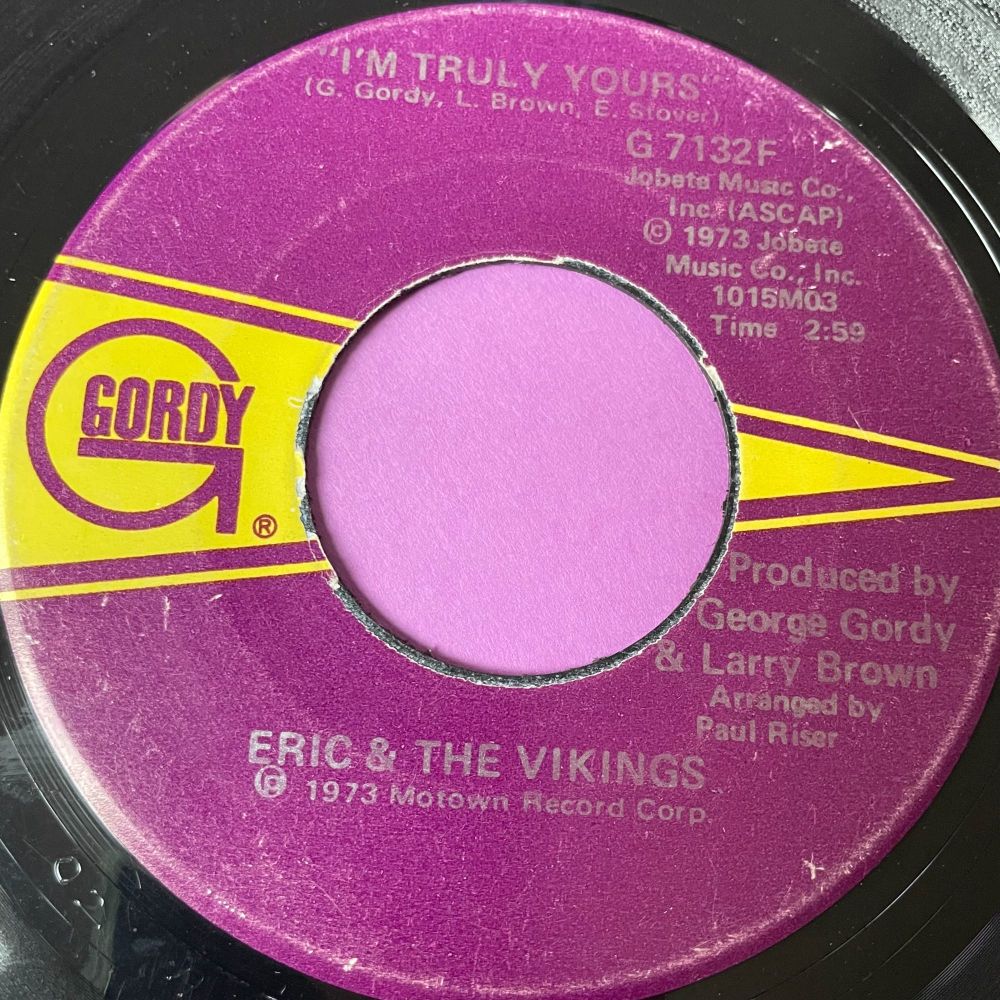 "I'M TRULY YOURS"
(G. Gordy, L. Brown, E. Stover)
G 7132F
Jobete Music Co.,
Inc. (ASCAP)
© 1973 Jobete
Music Co., Inc.
1015M03
Time 2:59
GORDY
®
Produced by
George Gordy
& Larry Brown
Arranged by
Paul Riser
ERIC & THE VIKINGS
℗ 1973 Motown Record Corp.